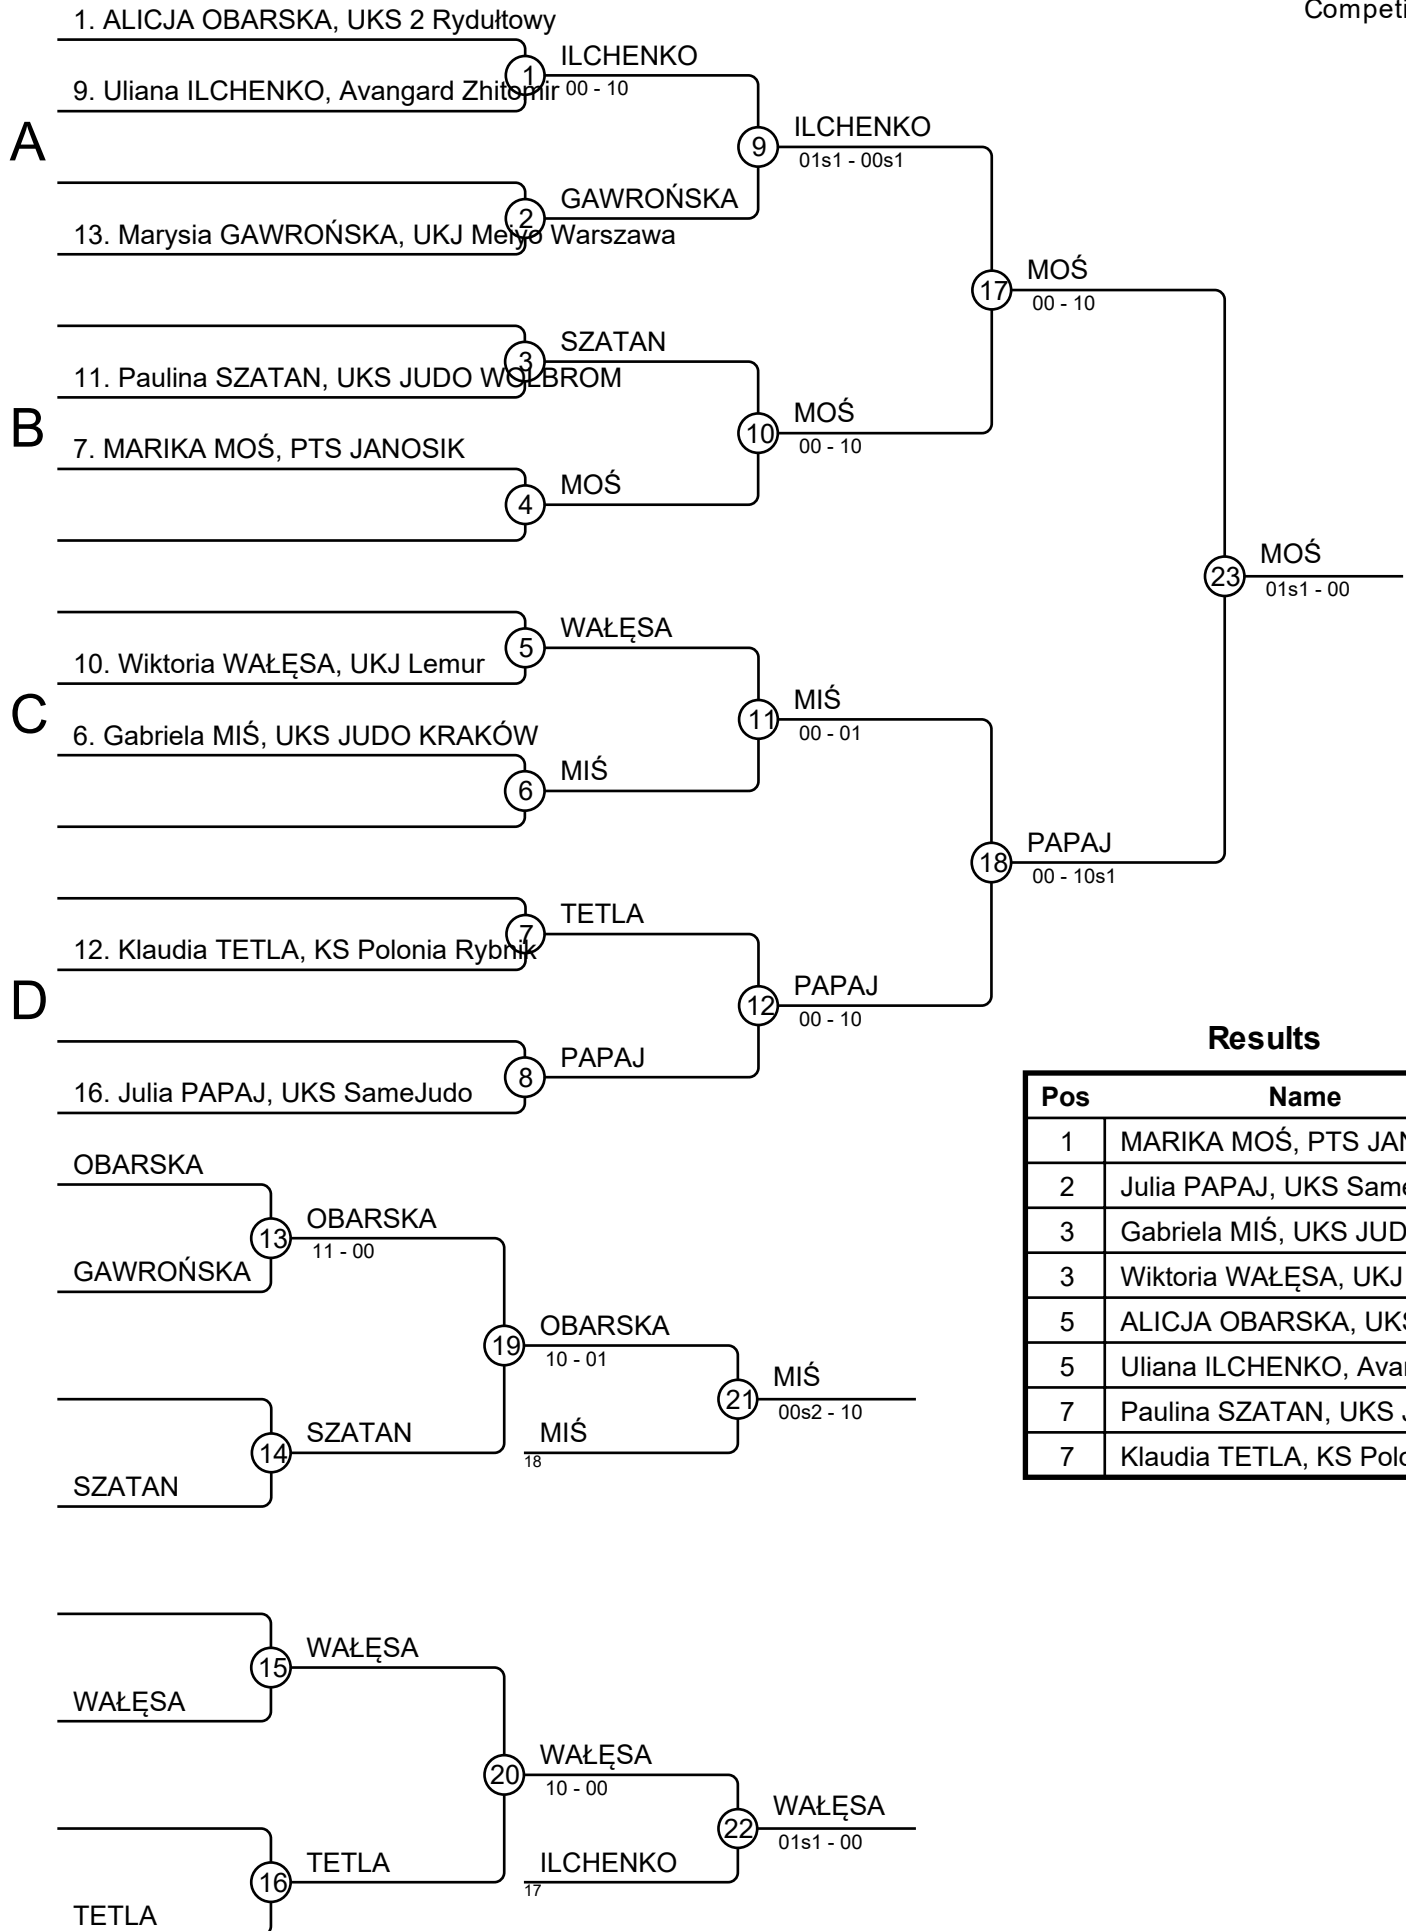 Competi
1. ALICJA OBARSKA, UKS 2 Rydułtowy
1
ILCHENKO
00 - 10
9. Uliana ILCHENKO, Avangard Zhitomir
A
9
ILCHENKO
01s1 - 00s1
2
GAWROŃSKA
13. Marysia GAWROŃSKA, UKJ Meiyo Warszawa
17
MOŚ
00 - 10
3
SZATAN
11. Paulina SZATAN, UKS JUDO WOLBROM
B
10
MOŚ
00 - 10
7. MARIKA MOŚ, PTS JANOSIK
4
MOŚ
23
MOŚ
01s1 - 00
5
WAŁĘSA
10. Wiktoria WAŁĘSA, UKJ Lemur
C
11
MIŚ
00 - 01
6. Gabriela MIŚ, UKS JUDO KRAKÓW
6
MIŚ
18
PAPAJ
00 - 10s1
7
TETLA
12. Klaudia TETLA, KS Polonia Rybnik
D
12
PAPAJ
00 - 10
8
PAPAJ
16. Julia PAPAJ, UKS SameJudo
Results
Pos Name
1 MARIKA MOŚ, PTS JAN
2 Julia PAPAJ, UKS Same
3 Gabriela MIŚ, UKS JUD
3 Wiktoria WAŁĘSA, UKJ
5 ALICJA OBARSKA, UKS
5 Uliana ILCHENKO, Avan
7 Paulina SZATAN, UKS J
7 Klaudia TETLA, KS Polo
OBARSKA
13
OBARSKA
11 - 00
GAWROŃSKA
19
OBARSKA
10 - 01
14
SZATAN
SZATAN
MIŚ
18
21
MIŚ
00s2 - 10
15
WAŁĘSA
WAŁĘSA
20
WAŁĘSA
10 - 00
16
TETLA
TETLA
ILCHENKO
17
22
WAŁĘSA
01s1 - 00